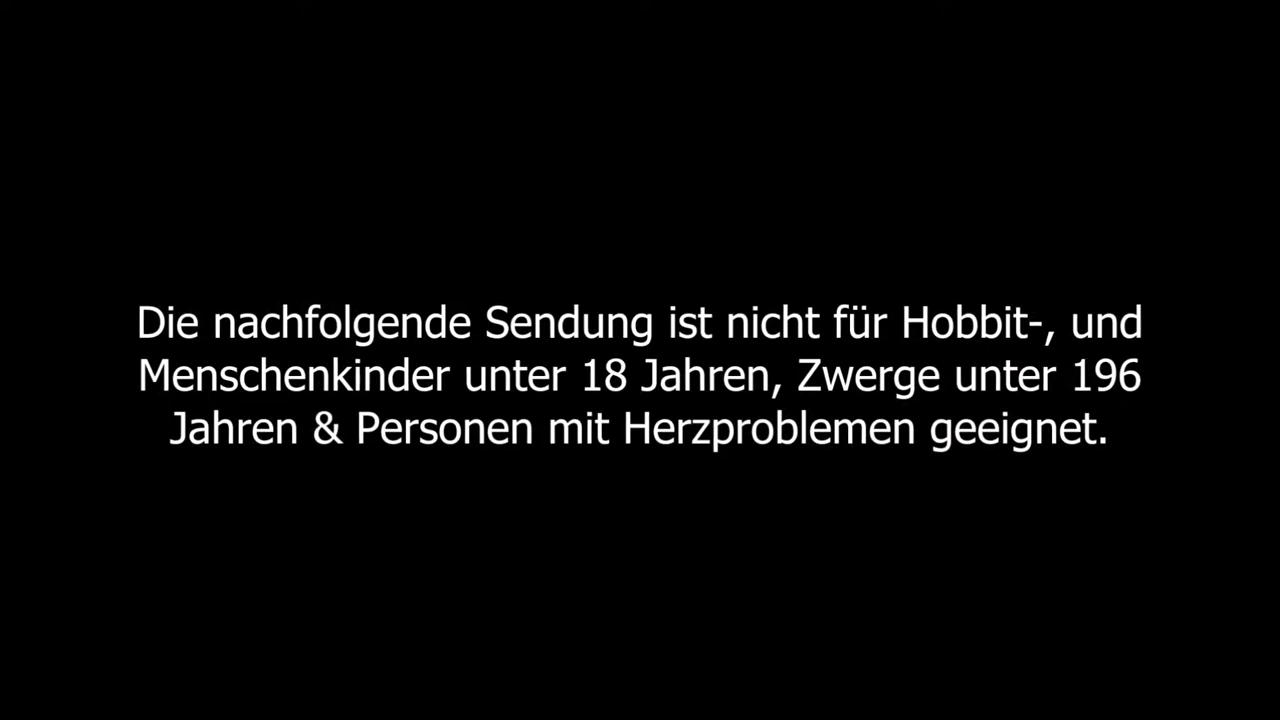 Die nachfolgende Sendung ist nicht für Hobbit-, und
Menschenkinder unter 18 Jahren, Zwerge unter 196
Jahren & Personen mit Herzproblemen geeignet.